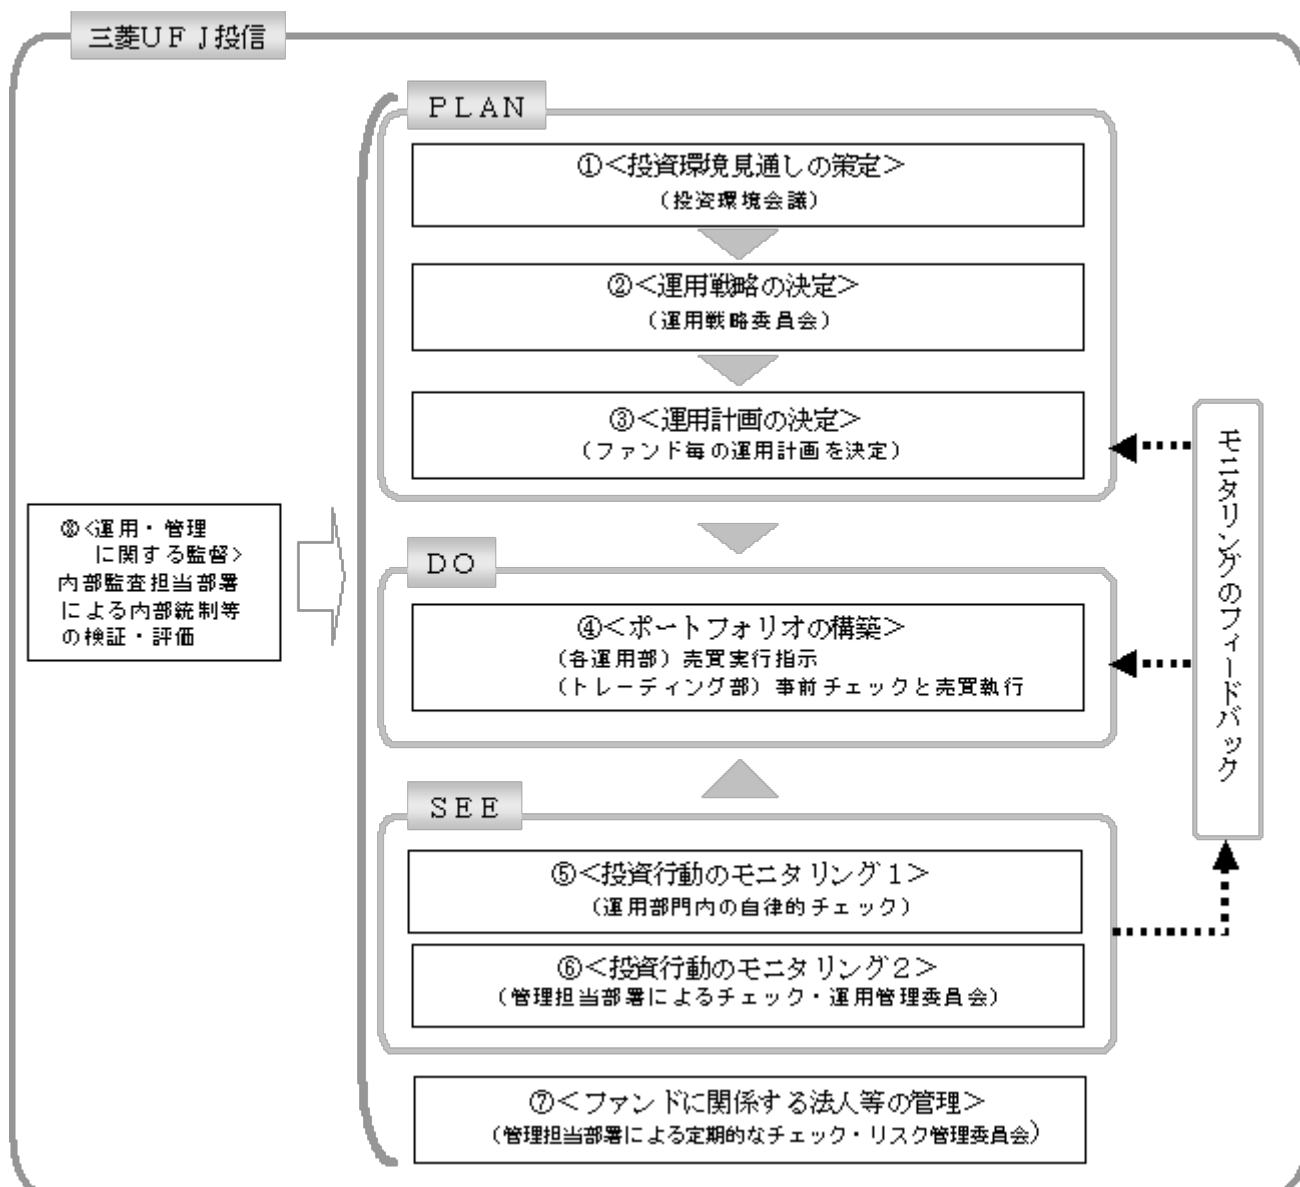 三菱ＵＦＪ投信
ＰＬＡＮ
①＜投資環境見通しの策定＞
（投資環境会議）
②＜運用戦略の決定＞
（運用戦略委員会）
③＜運用計画の決定＞
（ファンド毎の運用計画を決定）
⑧<運用・管理
に関する監督>
内部監査担当部署
による内部統制等
の検証・評価
ＤＯ
④＜ポートフォリオの構築＞
（各運用部）売買実行指示
（トレーディング部）事前チェックと売買執行
モニタリングのフィードバック
ＳＥＥ
⑤＜投資行動のモニタリング１＞
（運用部門内の自律的チェック）
⑥＜投資行動のモニタリング２＞
（管理担当部署によるチェック・運用管理委員会）
⑦＜ファンドに関係する法人等の管理＞
（管理担当部署による定期的なチェック・リスク管理委員会）